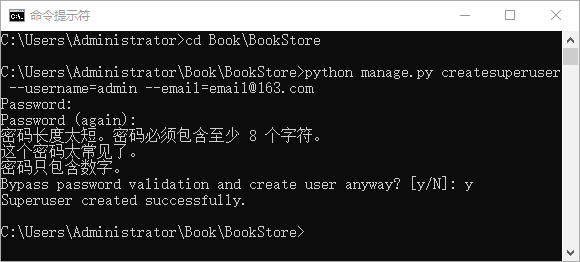 命令提示符
C:\Users\Administrator>cd Book\BookStore
C:\Users\Administrator\Book\BookStore>python manage.py createsuperuser
--username=admin --email=email@163.com
Password:
Password (again):
密码长度太短。密码必须包含至少 8 个字符。
这个密码太常见了。
密码只包含数字。
Bypass password validation and create user anyway? [y/N]: y
Superuser created successfully.
C:\Users\Administrator\Book\BookStore>